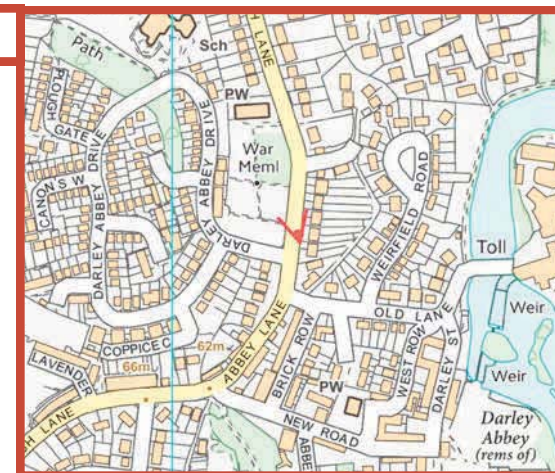 Path
Sch
H LANE
PLOUGH
GATE
PW
CANONS W
DARLEY ABBEY DRIVE
DARLEY ABBEY DRIVE
War
Meml
WEIRFIELD ROAD
DARLEY
Toll
OLD LANE
Weir
COPPICE C
62m
ABBEY LANE
BRICK ROW
WEST ROW
DARLEY ST
LAVENDER
66m
PW
Weir
H LANE
NEW ROAD
ABBE
Darley
Abbey
(rems of)